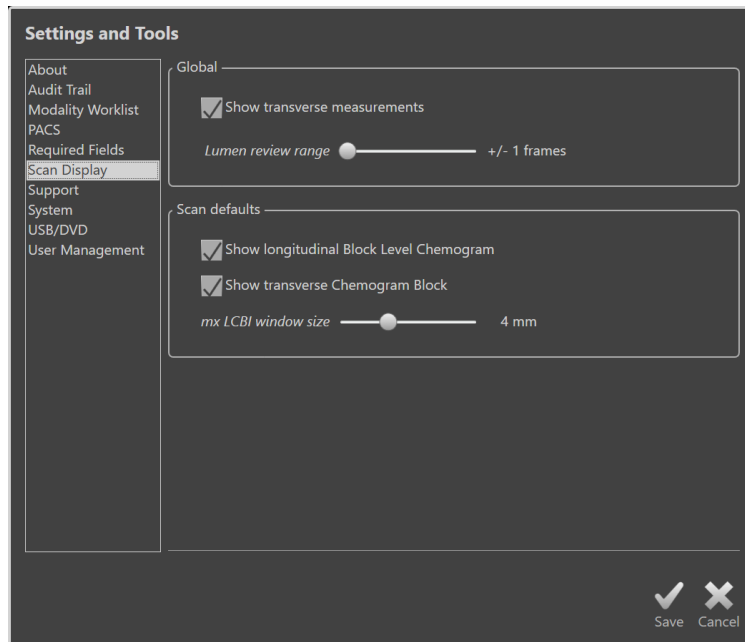 Settings and Tools
About
Audit Trail
Modality Worklist
PACS
Required Fields
Scan Display
Support
System
USB/DVD
User Management
Global
Show transverse measurements
Lumen review range +/- 1 frames
Scan defaults
Show longitudinal Block Level Chemogram
Show transverse Chemogram Block
mx LCBI window size 4 mm
Save Cancel